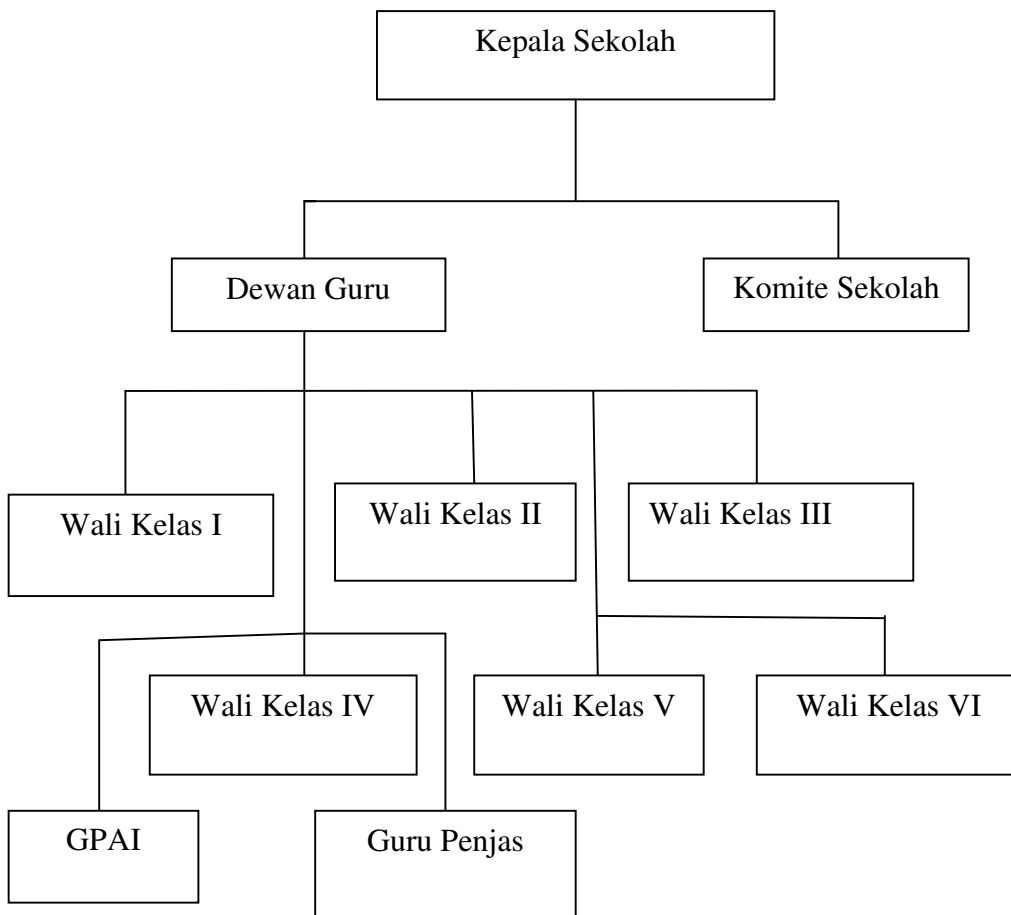 Kepala Sekolah
Dewan Guru
Komite Sekolah
Wali Kelas I
Wali Kelas II
Wali Kelas III
Wali Kelas IV
Wali Kelas V
Wali Kelas VI
GPAI
Guru Penjas